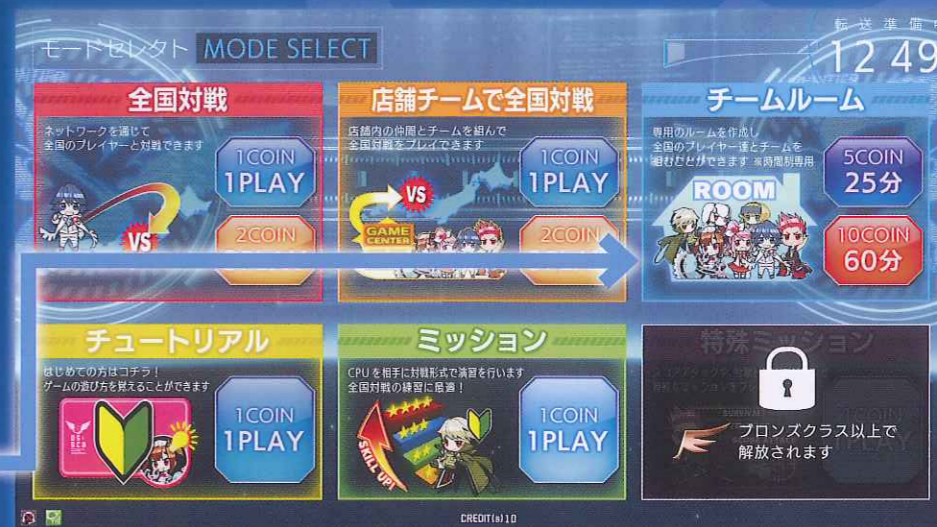 転送準備中
モードセレクト MODE SELECT
12 49
全国対戦
ネットワークを通じて
全国のプレイヤーと対戦できます
1COIN
1PLAY
VS
2COIN
店舗チームで全国対戦
店舗内の仲間とチームを組んで
全国対戦をプレイできます
1COIN
1PLAY
VS
GAME
CENTER
2COIN
チームルーム
専用のルームを作成し
全国のプレイヤー達とチームを
組むことができます ※時間制専用
ROOM
5COIN
25分
10COIN
60分
チュートリアル
はじめての方はコチラ!
ゲームの遊び方を覚えることができます
1COIN
1PLAY
ミッション
CPUを相手に対戦形式で演習を行います
全国対戦の練習に最適!
SKILL UP!
1COIN
1PLAY
特殊ミッション
ブロンズクラス以上で
解放されます
CREDIT(s) 10